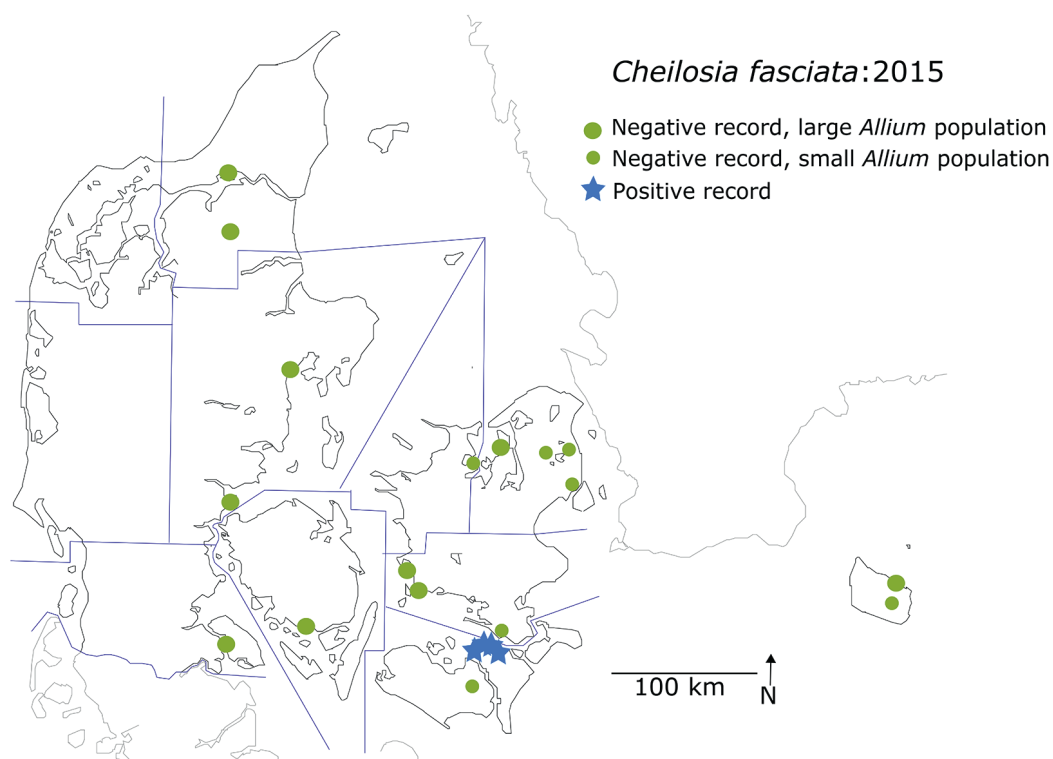 Cheilosia fasciata:2015
Negative record, large Allium population
Negative record, small Allium population
Positive record
100 km
N